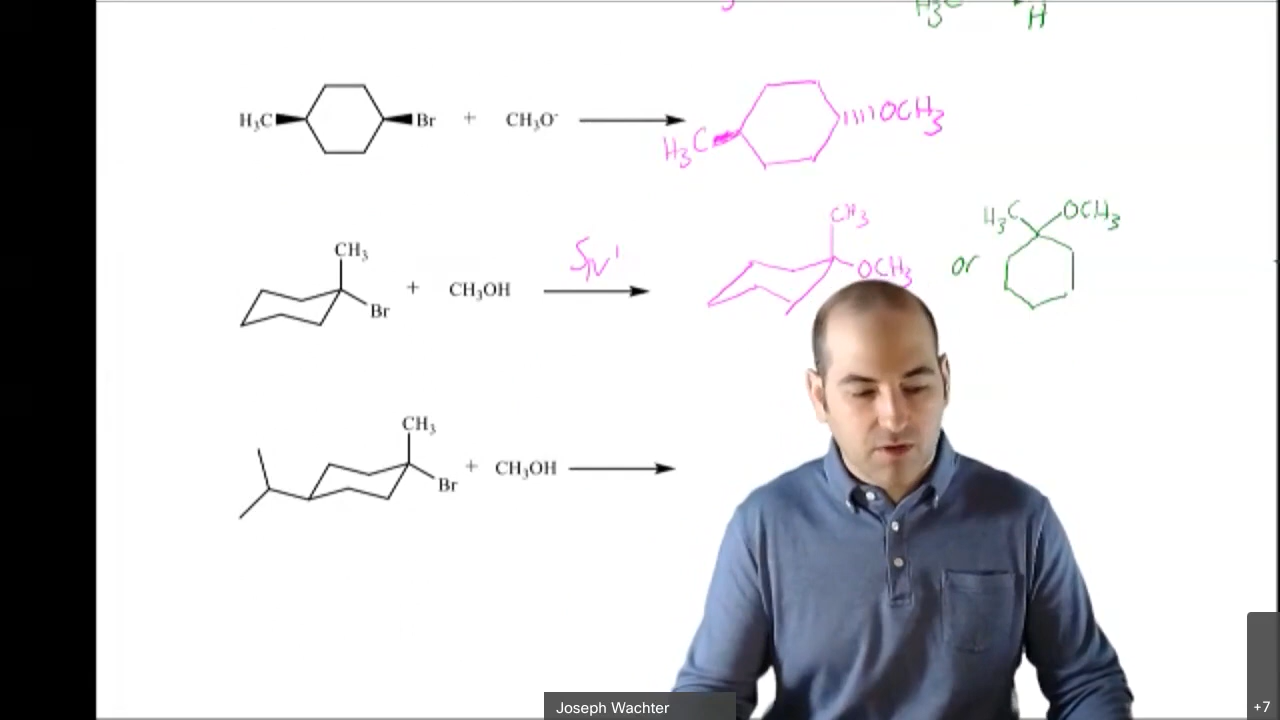 H₃C H
H₃C Br + CH₃O⁻ H₃C OCH₃
CH₃ Br + CH₃OH SN1 CH₃ OCH₃ or H₃C OCH₃
CH₃ Br + CH₃OH
Joseph Wachter
+7